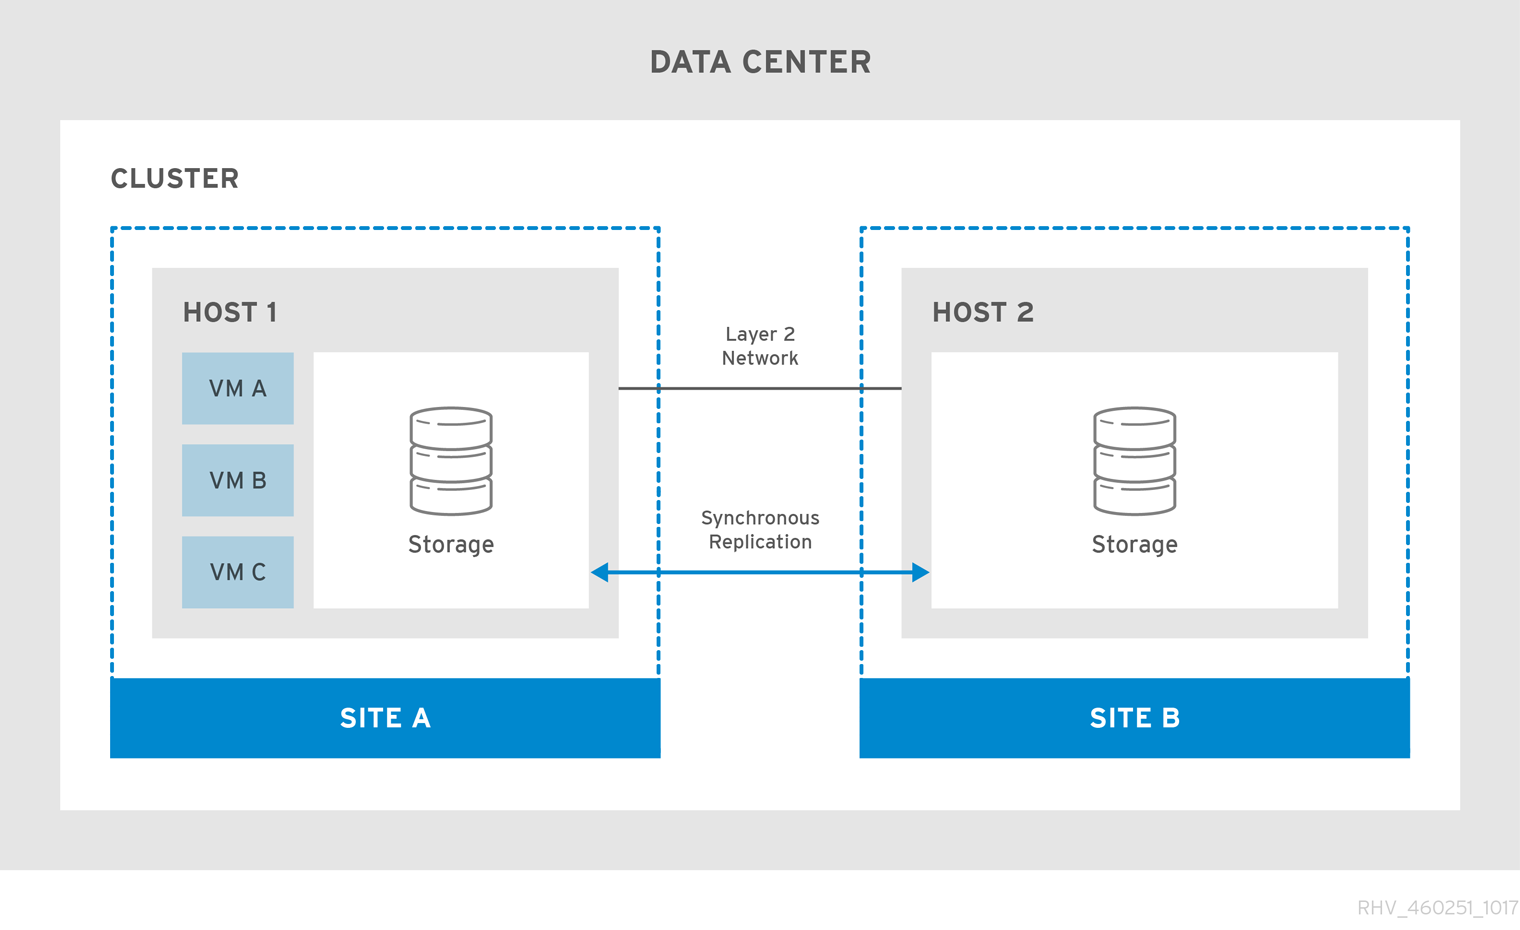 DATA CENTER
CLUSTER
HOST 1
VM A
VM B
VM C
Storage
Layer 2
Network
Synchronous
Replication
HOST 2
Storage
SITE A
SITE B
RHV_460251_1017